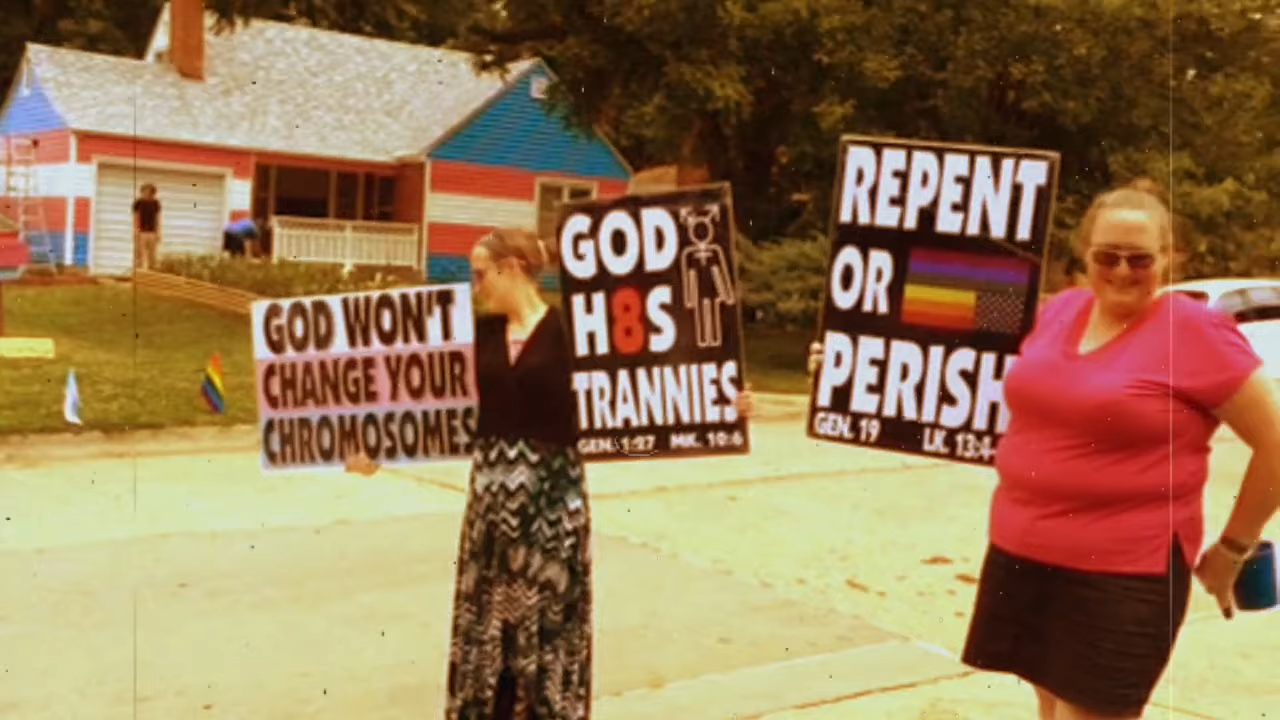 GOD WON'T
CHANGE YOUR
CHROMOSOMES
GOD
H8S
TRANNIES
GEN. 1:27 MK. 10:6
REPENT
OR
PERISH
GEN. 19 LK. 13:4-